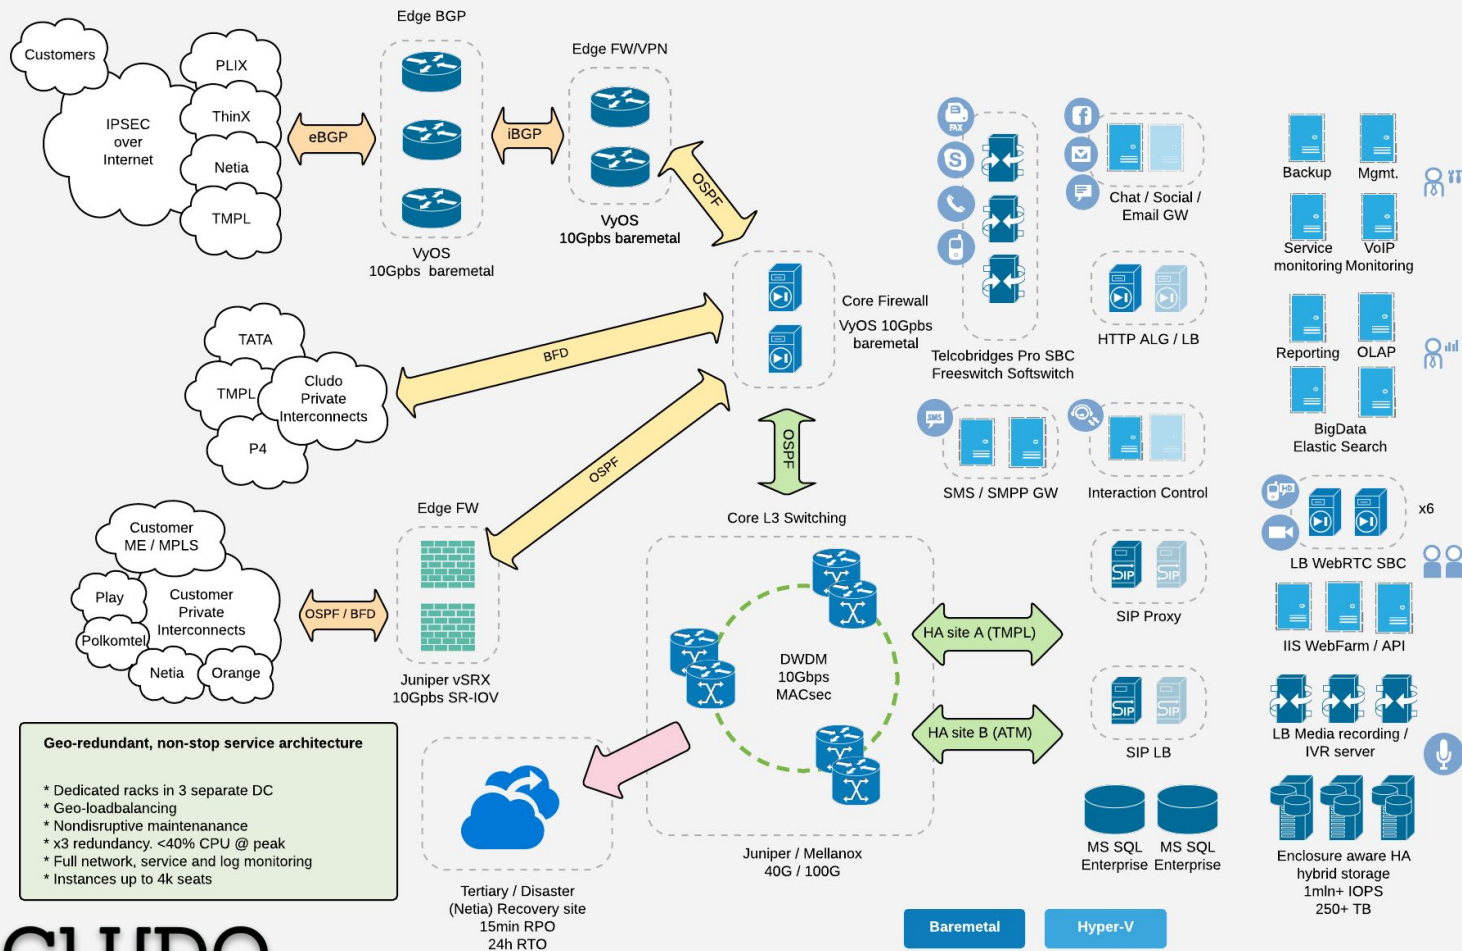 Edge BGP
Edge FW/VPN
Customers
PLIX
ThinX
Netia
TMPL
IPSEC
over
Internet
eBGP
iBGP
OSPF
VyOS
10Gpbs baremetal
VyOS
10Gpbs baremetal
TATA
TMPL
P4
Cludo
Private
Interconnects
BFD
Core Firewall
VyOS 10Gpbs
baremetal
OSPF
OSPF
Customer
ME / MPLS
Play
Polkomtel
Netia
Orange
Customer
Private
Interconnects
OSPF / BFD
Edge FW
Juniper vSRX
10Gpbs SR-IOV
Core L3 Switching
DWDM
10Gbps
MACsec
Juniper / Mellanox
40G / 100G
HA site A (TMPL)
HA site B (ATM)
Geo-redundant, non-stop service architecture
* Dedicated racks in 3 separate DC
* Geo-loadbalancing
* Nondisruptive maintenanance
* x3 redundancy. <40% CPU @ peak
* Full network, service and log monitoring
* Instances up to 4k seats
Tertiary / Disaster
(Netia) Recovery site
15min RPO
24h RTO
FAX
Telcobridges Pro SBC
Freeswitch Softswitch
Chat / Social /
Email GW
HTTP ALG / LB
SMS
SMS / SMPP GW
Interaction Control
SIP
SIP
SIP Proxy
SIP
SIP
SIP LB
MS SQL
Enterprise
MS SQL
Enterprise
Backup
Mgmt.
Service
monitoring
VoIP
Monitoring
Reporting
OLAP
BigData
Elastic Search
HD
x6
LB WebRTC SBC
IIS WebFarm / API
LB Media recording /
IVR server
Enclosure aware HA
hybrid storage
1mln+ IOPS
250+ TB
Baremetal
Hyper-V
CLUDO